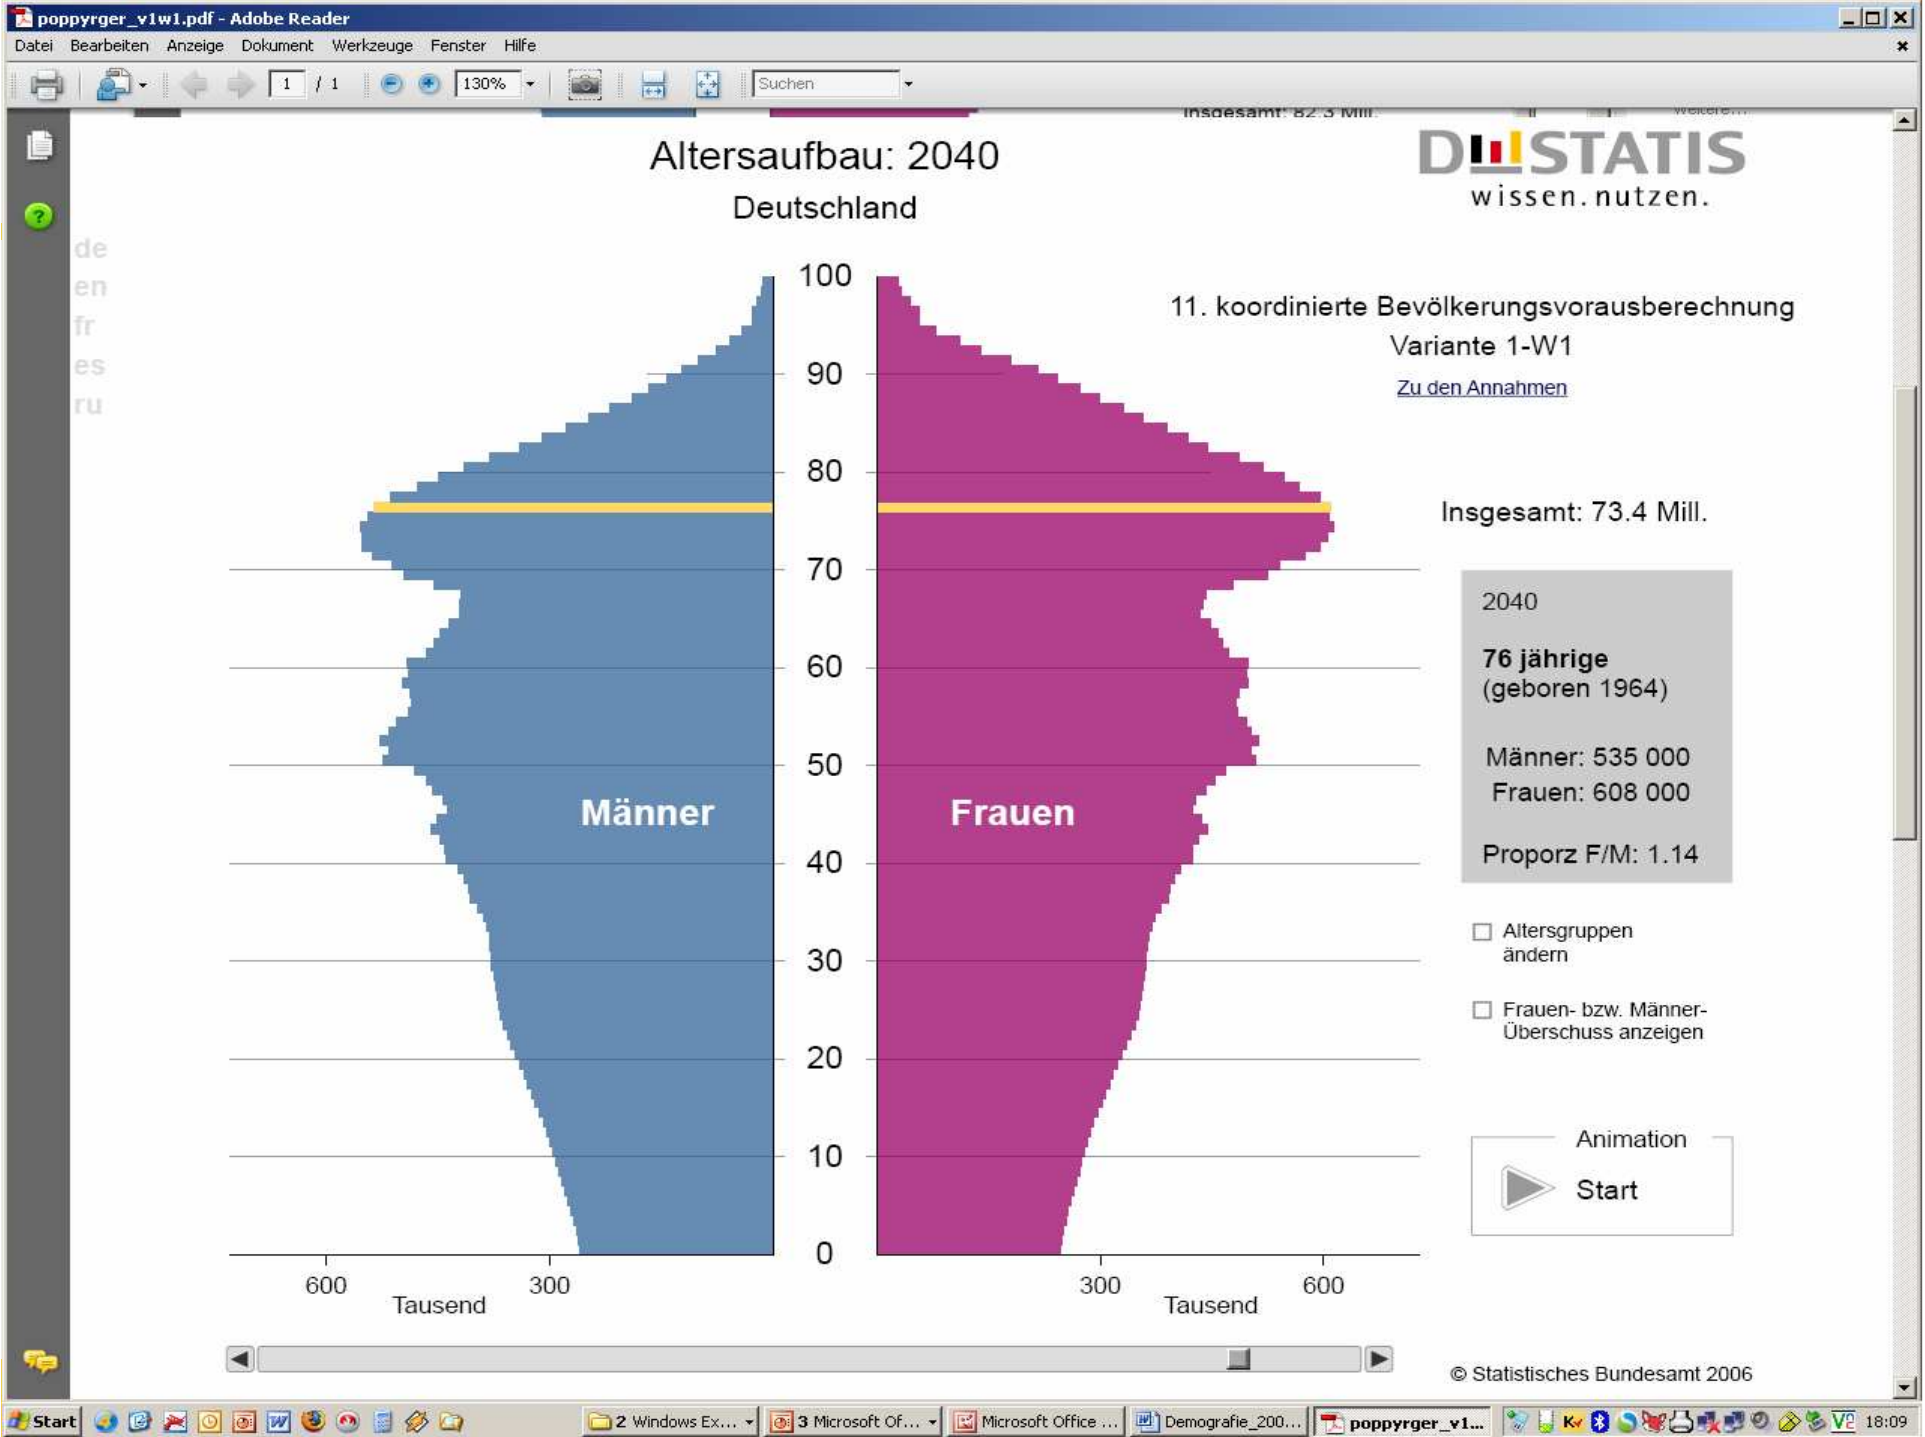 poppyrger_v1w1.pdf - Adobe Reader
Datei Bearbeiten Anzeige Dokument Werkzeuge Fenster Hilfe
1 / 1 130% Suchen
Insgesamt: 82.3 Mill.
Weitere...
Altersaufbau: 2040
Deutschland
DESTATIS
wissen.nutzen.
de
en
fr
es
ru
11. koordinierte Bevölkerungsvorausberechnung
Variante 1-W1
Zu den Annahmen
100
90
80
70
60
50
40
30
20
10
0
Männer
Frauen
600 300
Tausend
300 600
Tausend
Insgesamt: 73.4 Mill.
2040
76 jährige
(geboren 1964)
Männer: 535 000
Frauen: 608 000
Proporz F/M: 1.14
Altersgruppen
ändern
Frauen- bzw. Männer-
Überschuss anzeigen
Animation
Start
© Statistisches Bundesamt 2006
Start 2 Windows Ex... 3 Microsoft Of... Microsoft Office ... Demografie_200... poppyrger_v1... 18:09